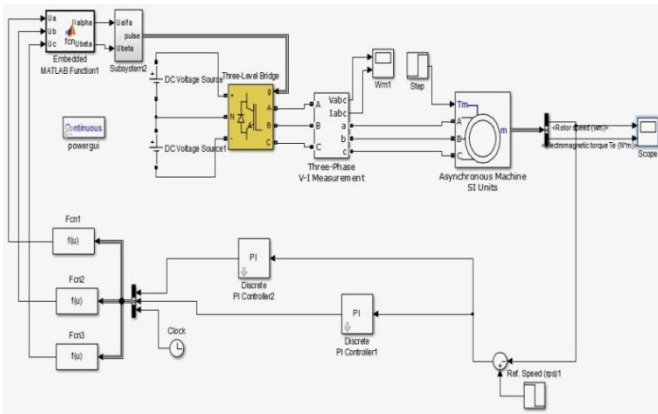 Ua
Ub
Uc
Ualpha
Ubeta
fcn
Embedded
MATLAB Function1
Ualfa
pulse
Ubeta
Subsystem2
DC Voltage Source
DC Voltage Source1
Three-Level Bridge
+
N
-
g
A
B
C
A
B
C
Vabc
Iabc
a
b
c
Three-Phase
V-I Measurement
Wm1
Step
Tm
A
B
C
m
Asynchronous Machine
SI Units
<Rotor speed (wm)>
<Electromagnetic torque Te (N*m)>
Scope
Continuous
powergui
Fcn1
f(u)
Fcn2
f(u)
Fcn3
f(u)
Clock
PI
Discrete
PI Controller2
PI
Discrete
PI Controller1
Ref. Speed (rps)1